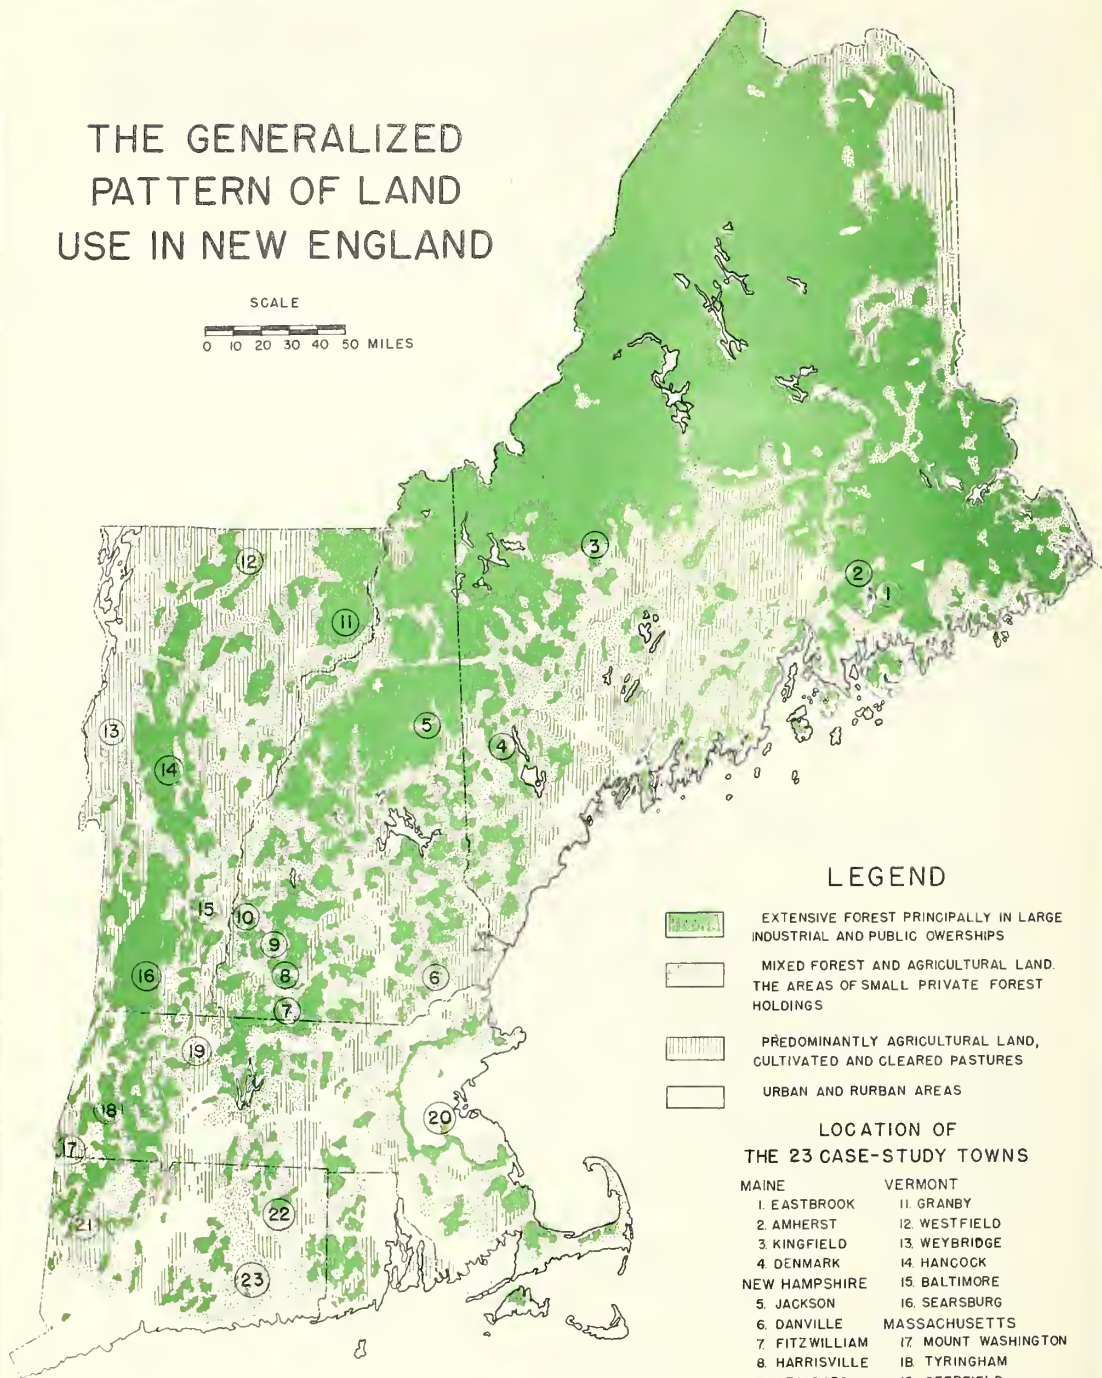 THE GENERALIZED
PATTERN OF LAND
USE IN NEW ENGLAND
SCALE
0 10 20 30 40 50 MILES
12
11
13
14
3
2
1
5
4
15
10
9
8
7
6
16
19
18
17
20
21
22
23
LEGEND
EXTENSIVE FOREST PRINCIPALLY IN LARGE
INDUSTRIAL AND PUBLIC OWERSHIPS
MIXED FOREST AND AGRICULTURAL LAND.
THE AREAS OF SMALL PRIVATE FOREST
HOLDINGS
PREDOMINANTLY AGRICULTURAL LAND,
CULTIVATED AND CLEARED PASTURES
URBAN AND RURBAN AREAS
LOCATION OF
THE 23 CASE-STUDY TOWNS
MAINE
1. EASTBROOK
2. AMHERST
3. KINGFIELD
4. DENMARK
NEW HAMPSHIRE
5. JACKSON
6. DANVILLE
7. FITZWILLIAM
8. HARRISVILLE
VERMONT
11. GRANBY
12. WESTFIELD
13. WEYBRIDGE
14. HANCOCK
15. BALTIMORE
16. SEARSBURG
MASSACHUSETTS
17. MOUNT WASHINGTON
18. TYRINGHAM